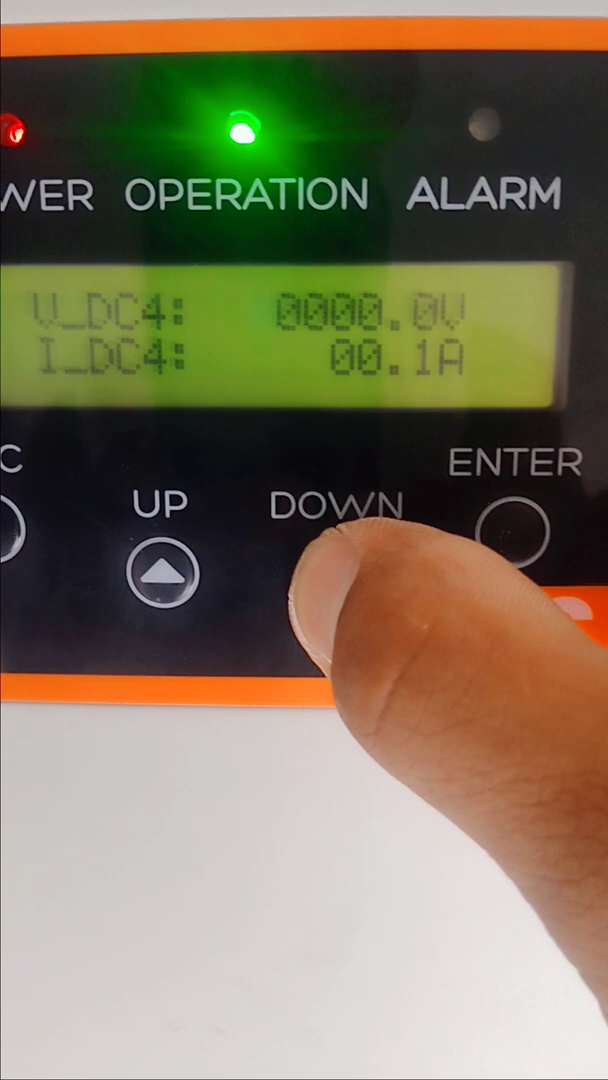 WER OPERATION ALARM
V_DC4: 0000.0V
I_DC4: 00.1A
C
ENTER
UP
DOWN